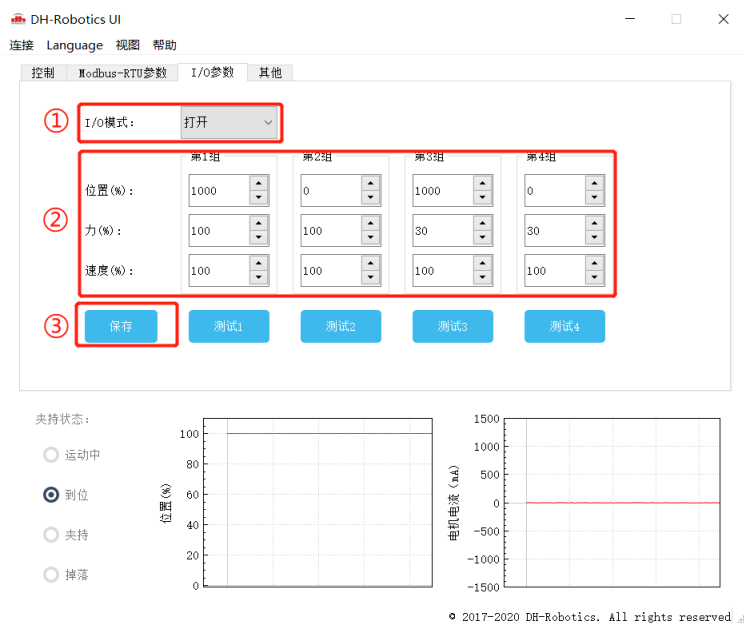 DH-Robotics UI
连接 Language 视图 帮助
控制 Modbus-RTU参数 I/O参数 其他
① I/O模式： 打开
第1组 第2组 第3组 第4组
② 位置(%)： 1000 0 1000 0
力(%)： 100 100 30 30
速度(%)： 100 100 100 100
③ 保存 测试1 测试2 测试3 测试4
夹持状态：
运动中
到位
夹持
掉落
位置(%)
100
80
60
40
20
0
电机电流（mA）
1500
1000
500
0
-500
-1000
-1500
© 2017-2020 DH-Robotics. All rights reserved